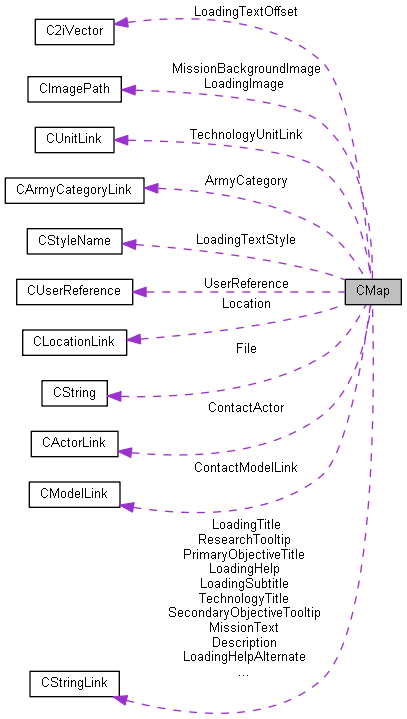 LoadingTextOffset
C2iVector
MissionBackgroundImage
LoadingImage
CImagePath
TechnologyUnitLink
CUnitLink
ArmyCategory
CArmyCategoryLink
LoadingTextStyle
CStyleName
UserReference
CUserReference
CMap
Location
CLocationLink
File
CString
ContactActor
CActorLink
ContactModelLink
CModelLink
LoadingTitle
ResearchTooltip
PrimaryObjectiveTitle
LoadingHelp
LoadingSubtitle
TechnologyTitle
SecondaryObjectiveTooltip
MissionText
Description
LoadingHelpAlternate
...
CStringLink